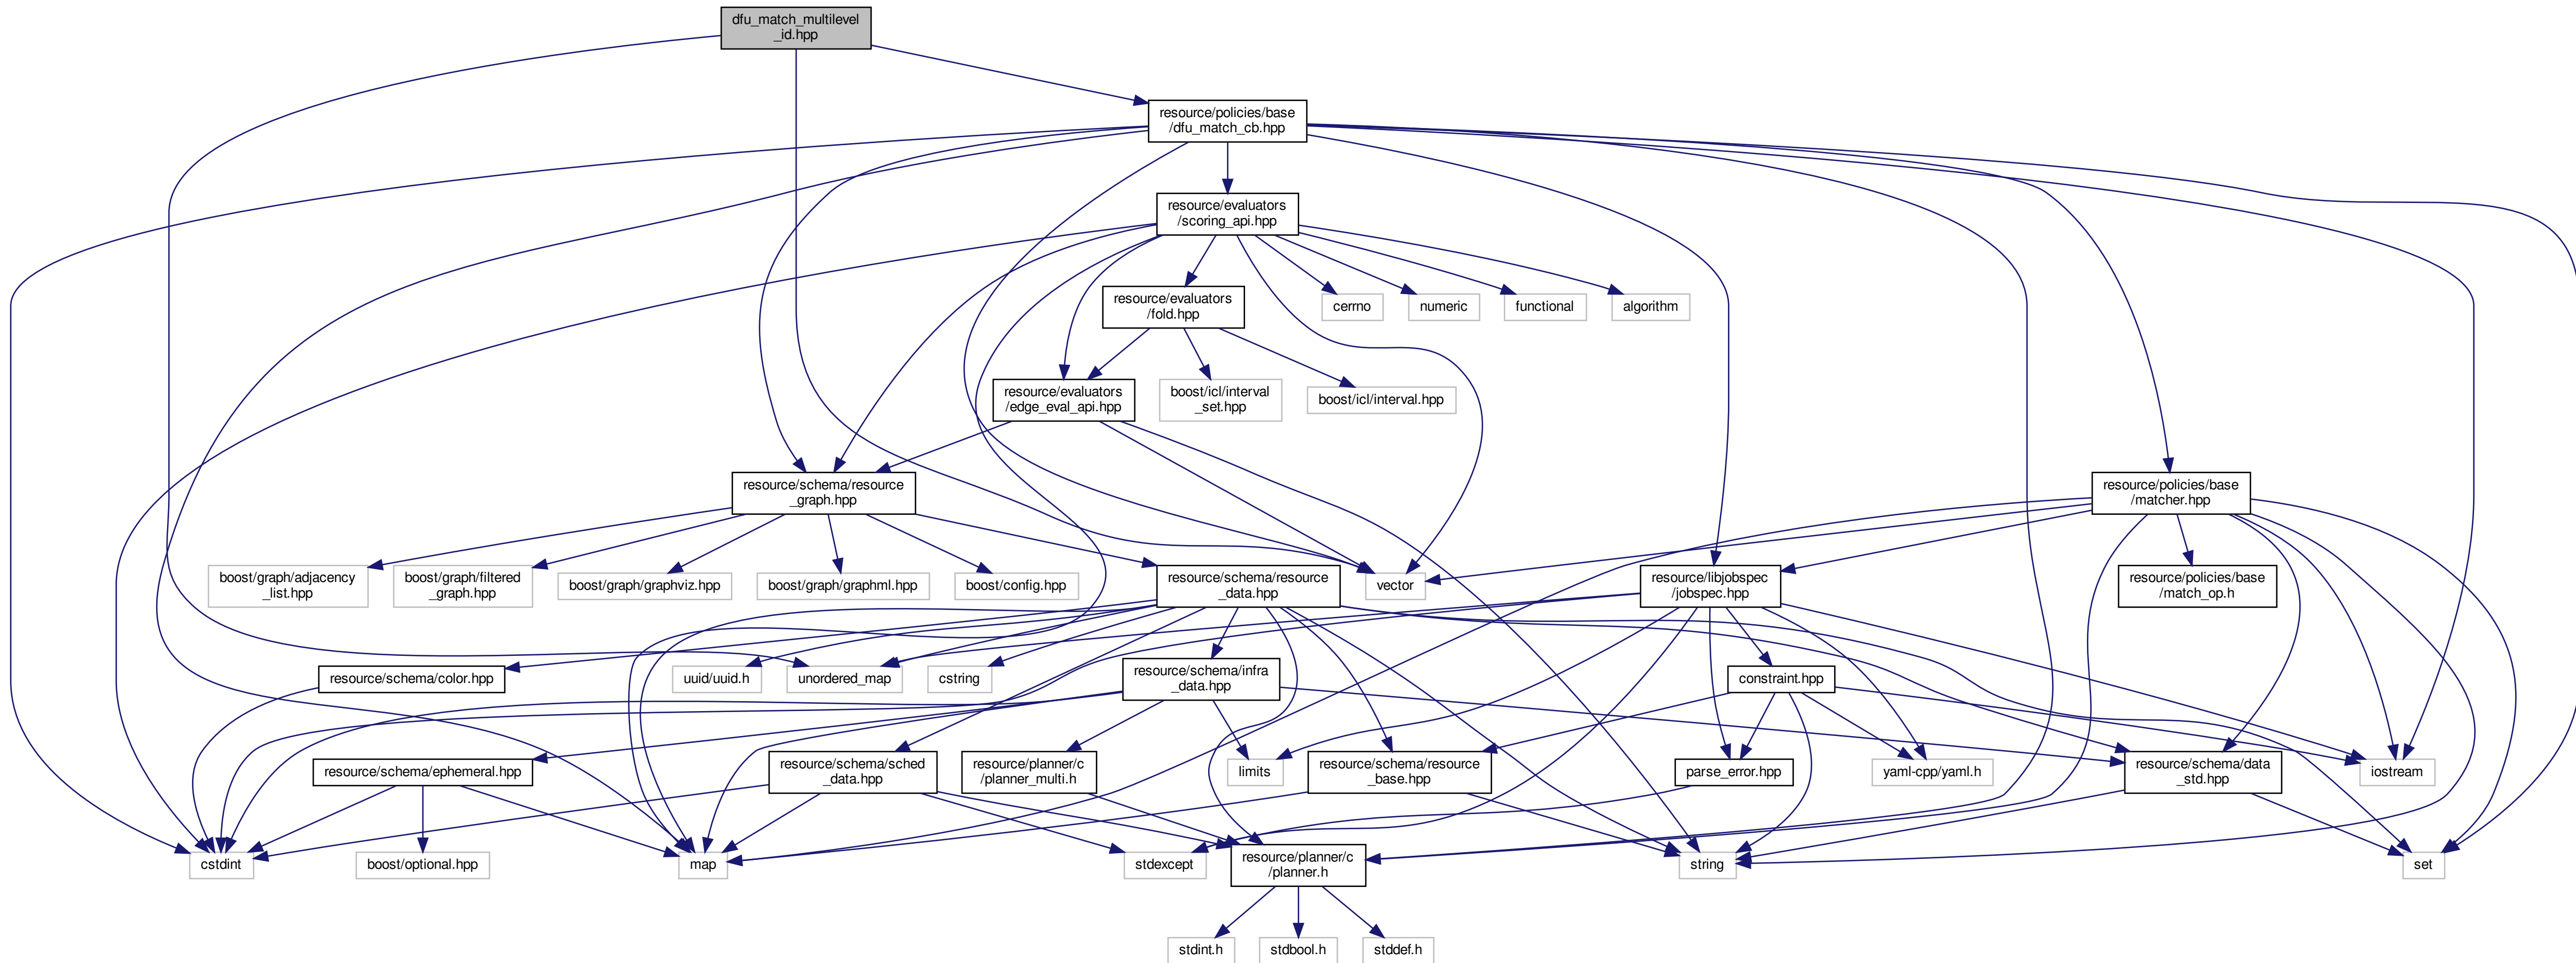 dfu_match_multilevel
_id.hpp
resource/policies/base
/dfu_match_cb.hpp
resource/evaluators
/scoring_api.hpp
resource/evaluators
/fold.hpp
cerrno
numeric
functional
algorithm
resource/evaluators
/edge_eval_api.hpp
boost/icl/interval
_set.hpp
boost/icl/interval.hpp
resource/schema/resource
_graph.hpp
resource/policies/base
/matcher.hpp
boost/graph/adjacency
_list.hpp
boost/graph/filtered
_graph.hpp
boost/graph/graphviz.hpp
boost/graph/graphml.hpp
boost/config.hpp
resource/schema/resource
_data.hpp
vector
resource/libjobspec
/jobspec.hpp
resource/policies/base
/match_op.h
resource/schema/color.hpp
uuid/uuid.h
unordered_map
cstring
resource/schema/infra
_data.hpp
constraint.hpp
resource/schema/ephemeral.hpp
resource/schema/sched
_data.hpp
resource/planner/c
/planner_multi.h
limits
resource/schema/resource
_base.hpp
parse_error.hpp
yaml-cpp/yaml.h
resource/schema/data
_std.hpp
iostream
cstdint
boost/optional.hpp
map
stdexcept
resource/planner/c
/planner.h
string
set
stdint.h
stdbool.h
stddef.h